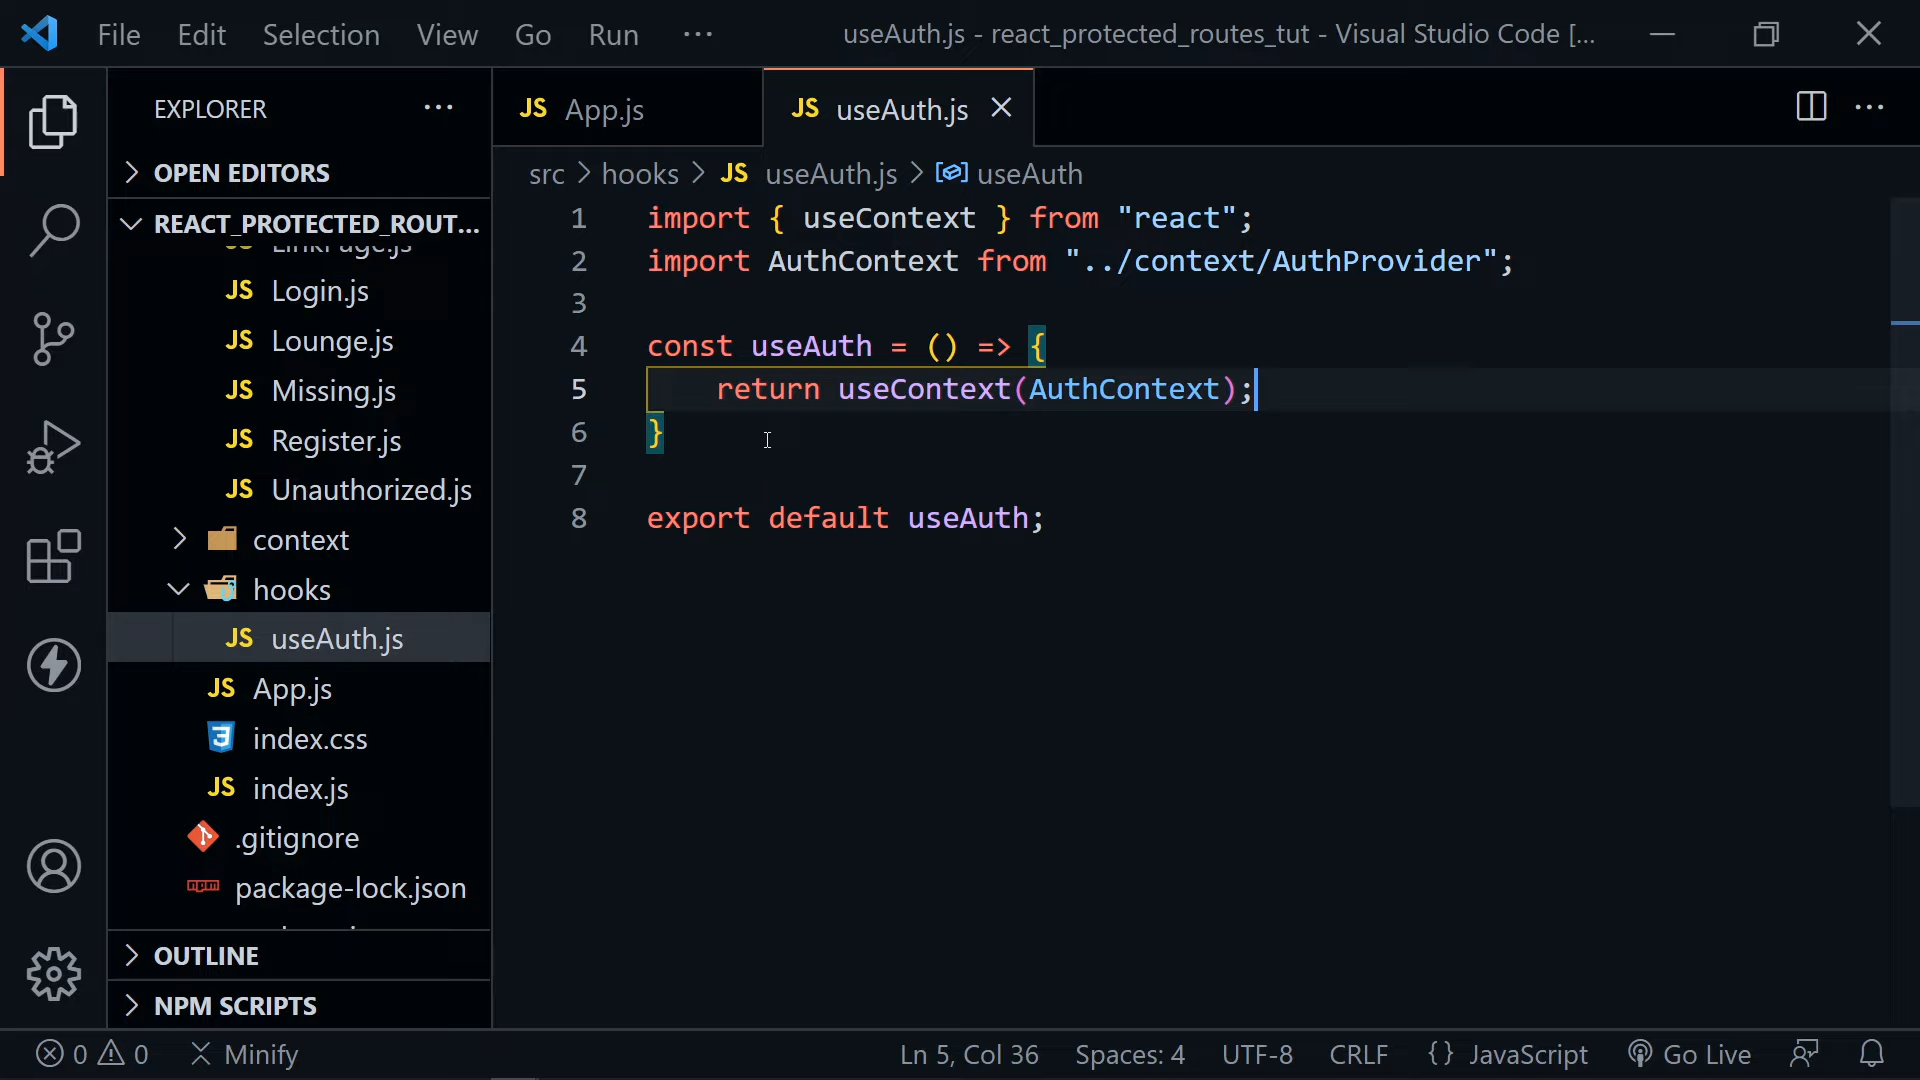 File Edit Selection View Go Run ··· useAuth.js - react_protected_routes_tut - Visual Studio Code [...
EXPLORER ···
JS App.js
JS useAuth.js
OPEN EDITORS
src > hooks > JS useAuth.js > useAuth
REACT_PROTECTED_ROUT...
JS LinkPage.js
JS Login.js
JS Lounge.js
JS Missing.js
JS Register.js
JS Unauthorized.js
context
hooks
JS useAuth.js
JS App.js
index.css
JS index.js
.gitignore
package-lock.json
OUTLINE
NPM SCRIPTS
1 import { useContext } from "react";
2 import AuthContext from "../context/AuthProvider";
3
4 const useAuth = () => {
5 return useContext(AuthContext);
6 }
7
8 export default useAuth;
0 0 Minify Ln 5, Col 36 Spaces: 4 UTF-8 CRLF {} JavaScript Go Live